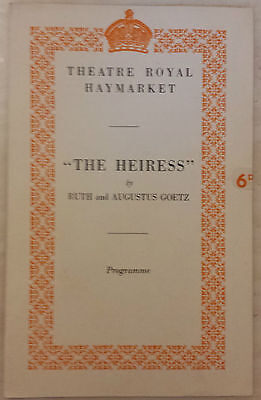 THEATRE ROYAL
HAYMARKET
"THE HEIRESS"
by
RUTH and AUGUSTUS GOETZ
6D
Programme